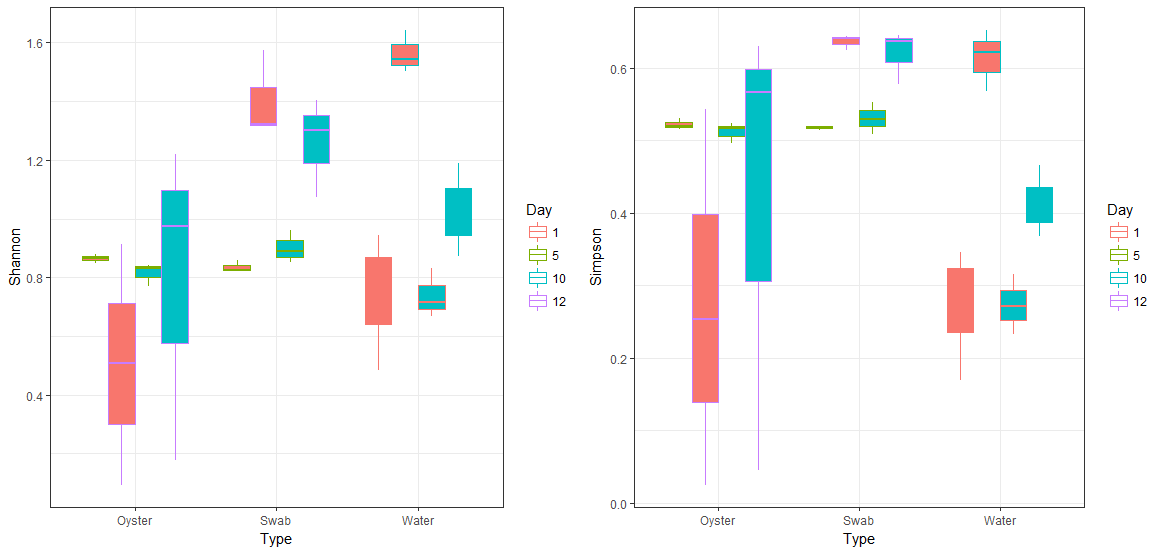 Shannon
1.6
1.2
0.8
0.4
Oyster
Swab
Water
Type
Day
1
5
10
12
Simpson
0.6
0.4
0.2
0.0
Oyster
Swab
Water
Type
Day
1
5
10
12